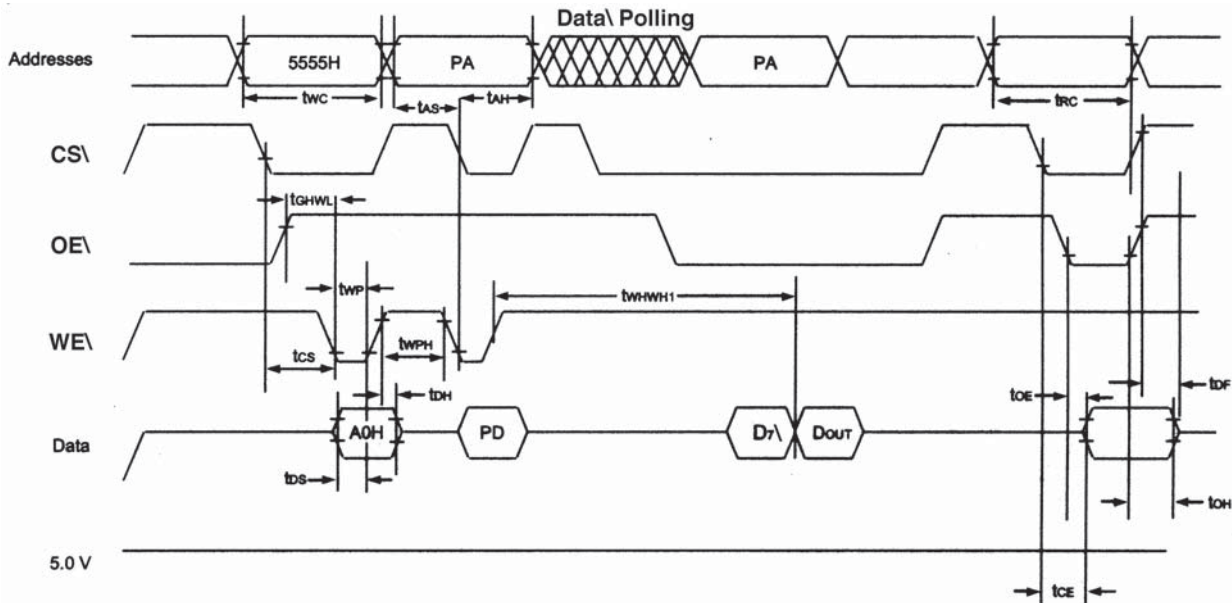 Data\ Polling
Addresses 5555H PA PA
tWC tAS tAH tRC
CS\
tGHWL
OE\
tWP tWHWH1
WE\
tCS tWPH
tDH tOE tDF
Data A0H PD D7\ DOUT
tDS tOH
5.0 V
tCE